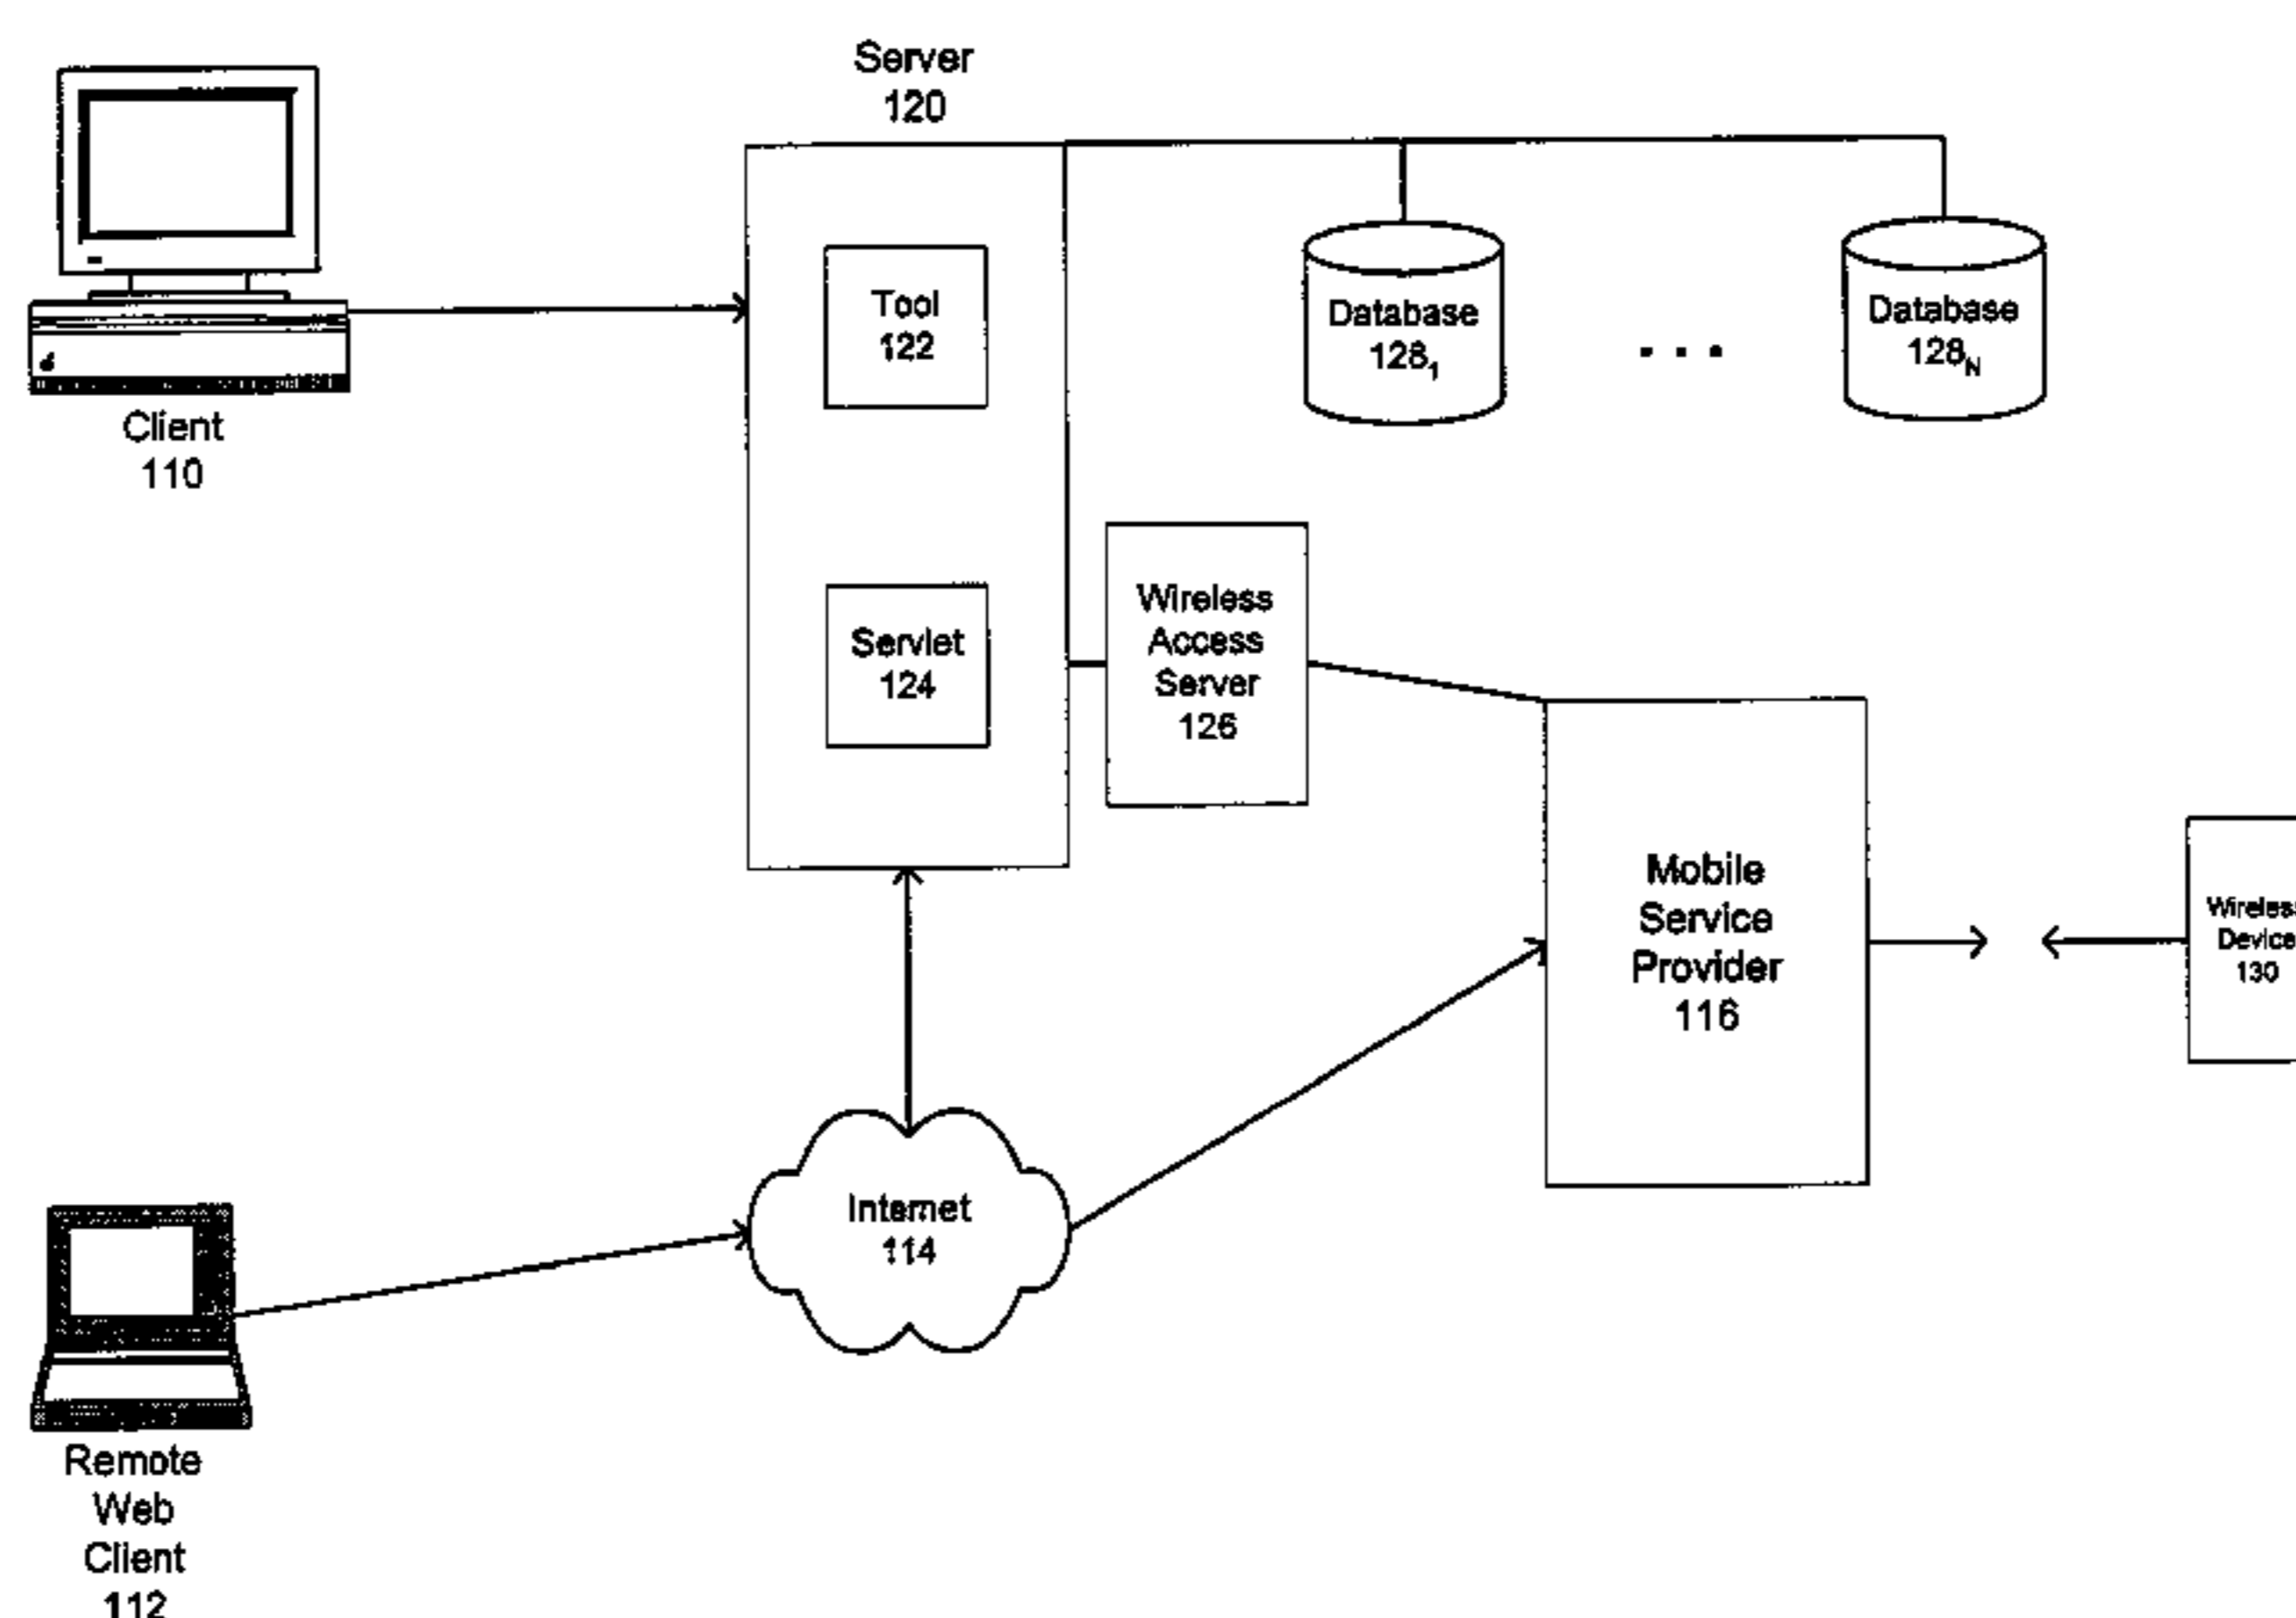 Server
120
Client
110
Tool
122
Servlet
124
Database
128₁
. . .
Database
128N
Wireless
Access
Server
126
Mobile
Service
Provider
116
Wireless
Device
130
Internet
114
Remote
Web
Client
112